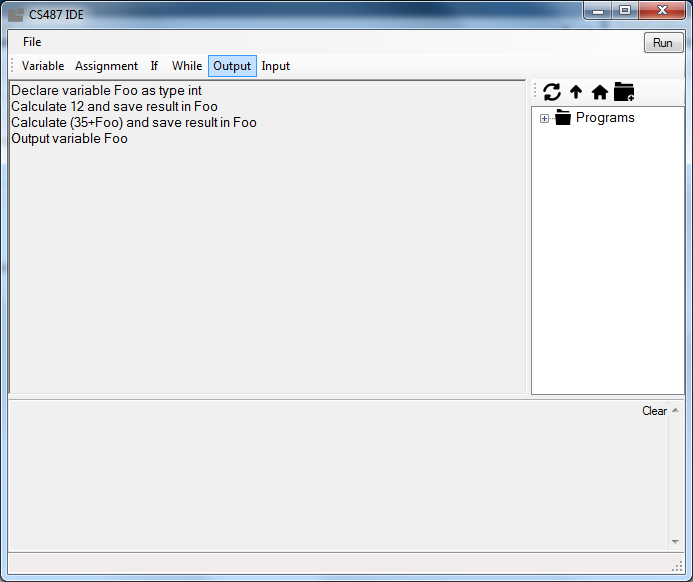 CS487 IDE
File
Run
Variable Assignment If While Output Input
Declare variable Foo as type int
Calculate 12 and save result in Foo
Calculate (35+Foo) and save result in Foo
Output variable Foo
Programs
Clear